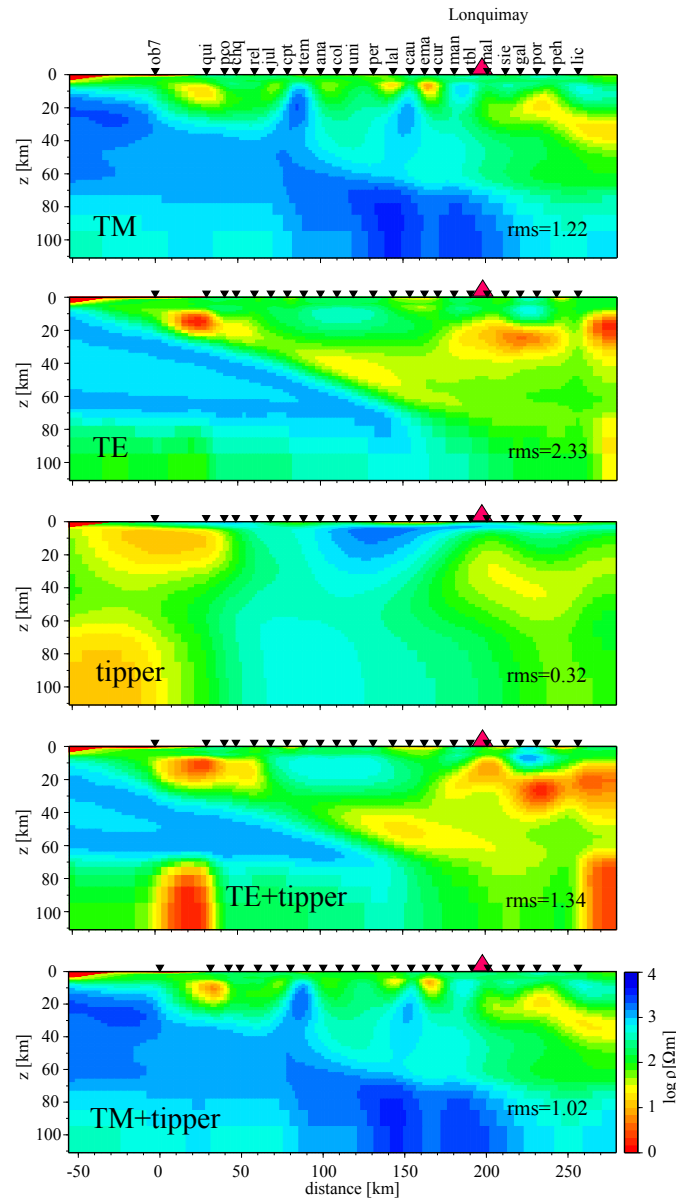 Lonquimay
ob7 qui pco chq rel jul cpt tem ana col uni per lal cau ema cur man tbl nal sie gal por peh lic
0
20
40
60
80
100
z [km]
TM
rms=1.22
0
20
40
60
80
100
z [km]
TE
rms=2.33
0
20
40
60
80
100
z [km]
tipper
rms=0.32
0
20
40
60
80
100
z [km]
TE+tipper
rms=1.34
0
20
40
60
80
100
z [km]
TM+tipper
rms=1.02
-50 0 50 100 150 200 250
distance [km]
4
3
2
1
0
log ρ[Ωm]